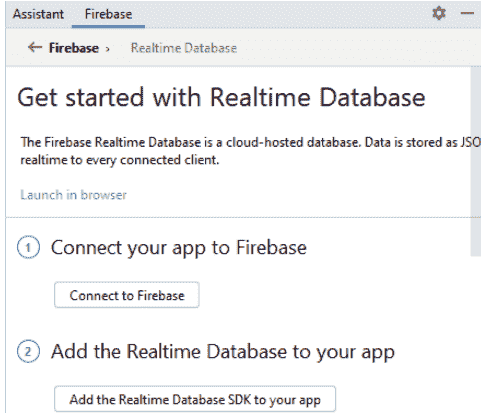 Assistant Firebase
← Firebase › Realtime Database
Get started with Realtime Database
The Firebase Realtime Database is a cloud-hosted database. Data is stored as JSO
realtime to every connected client.
Launch in browser
1 Connect your app to Firebase
Connect to Firebase
2 Add the Realtime Database to your app
Add the Realtime Database SDK to your app